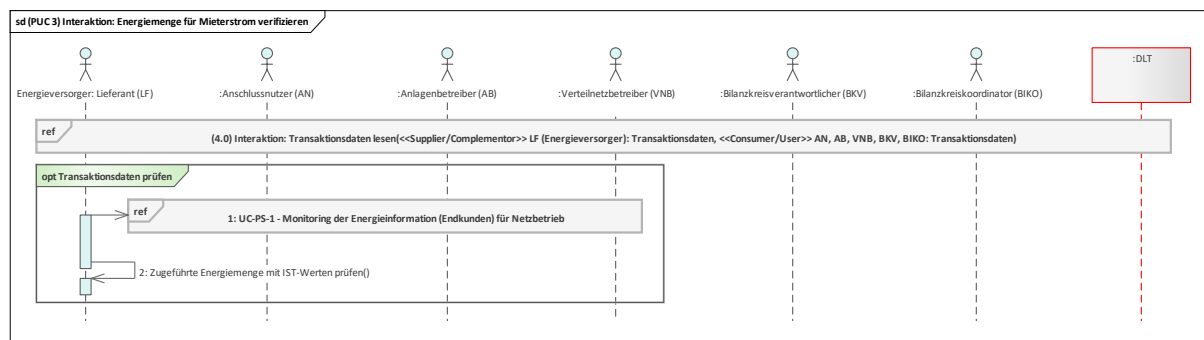 sd (PUC 3) Interaktion: Energiemenge für Mieterstrom verifizieren
Energieversorger: Lieferant (LF)
:Anschlussnutzer (AN)
:Anlagenbetreiber (AB)
:Verteilnetzbetreiber (VNB)
:Bilanzkreisverantwortlicher (BKV)
:Bilanzkreiskoordinator (BIKO)
:DLT
ref
(4.0) Interaktion: Transaktionsdaten lesen(<<Supplier/Complementor>> LF (Energieversorger): Transaktionsdaten, <<Consumer/User>> AN, AB, VNB, BKV, BIKO: Transaktionsdaten)
opt Transaktionsdaten prüfen
ref
1: UC-PS-1 - Monitoring der Energieinformation (Endkunden) für Netzbetrieb
2: Zugeführte Energiemenge mit IST-Werten prüfen()